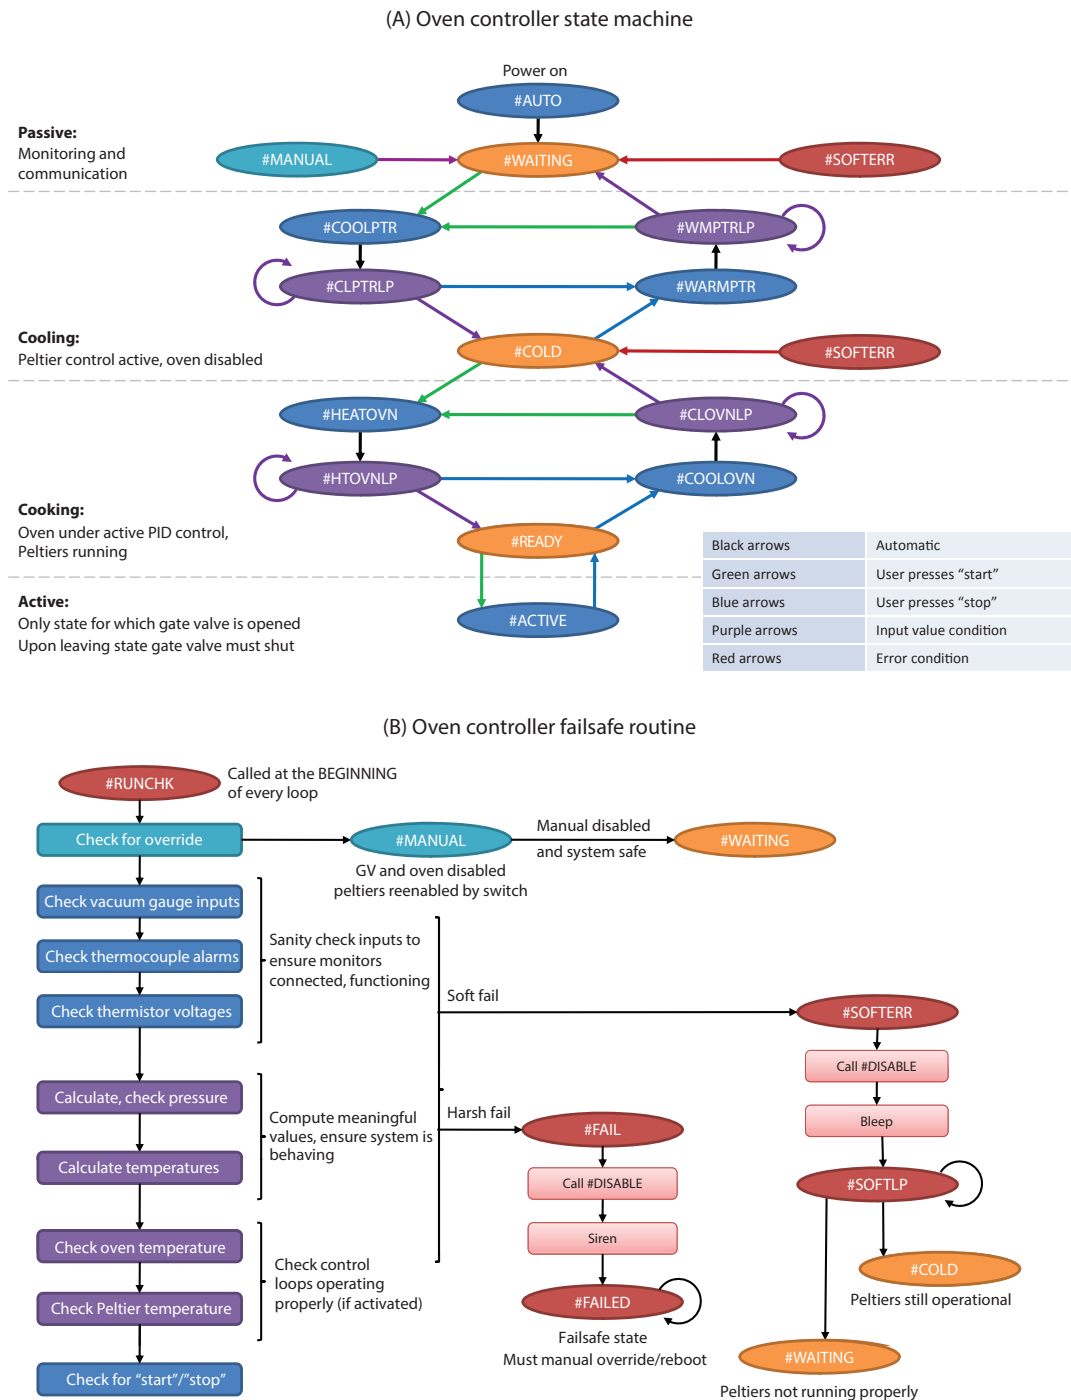 (A) Oven controller state machine
Power on
#AUTO
Passive:
Monitoring and
communication
#MANUAL
#WAITING
#SOFTERR
#COOLPTR
#WMPTRLP
#CLPTRLP
#WARMPTR
Cooling:
Peltier control active, oven disabled
#COLD
#SOFTERR
#HEATOVN
#CLOVNLP
#HTOVNLP
#COOLOVN
Cooking:
Oven under active PID control,
Peltiers running
#READY
Active:
Only state for which gate valve is opened
Upon leaving state gate valve must shut
#ACTIVE
Black arrows Automatic
Green arrows User presses “start”
Blue arrows User presses “stop”
Purple arrows Input value condition
Red arrows Error condition
(B) Oven controller failsafe routine
#RUNCHK
Called at the BEGINNING
of every loop
Check for override
#MANUAL
Manual disabled
and system safe
#WAITING
GV and oven disabled
peltiers reenabled by switch
Check vacuum gauge inputs
Check thermocouple alarms
Check thermistor voltages
Sanity check inputs to
ensure monitors
connected, functioning
Soft fail
#SOFTERR
Call #DISABLE
Bleep
#SOFTLP
#COLD
Peltiers still operational
#WAITING
Peltiers not running properly
Calculate, check pressure
Calculate temperatures
Compute meaningful
values, ensure system is
behaving
Harsh fail
#FAIL
Call #DISABLE
Siren
#FAILED
Failsafe state
Must manual override/reboot
Check oven temperature
Check Peltier temperature
Check control
loops operating
properly (if activated)
Check for “start”/”stop”